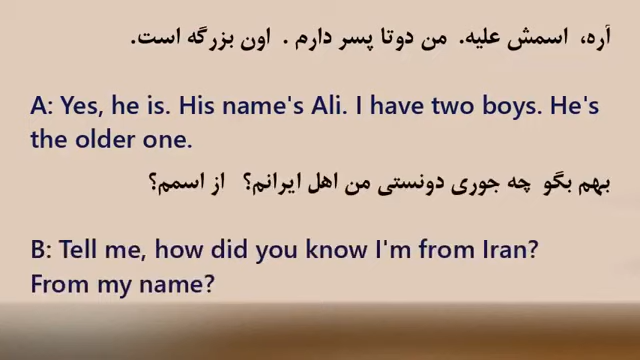 آره، اسمش علیه. من دوتا پسر دارم . اون بزرگه است.
A: Yes, he is. His name's Ali. I have two boys. He's
the older one.
بهم بگو چه جوری دونستی من اهل ایرانم؟ از اسمم؟
B: Tell me, how did you know I'm from Iran?
From my name?